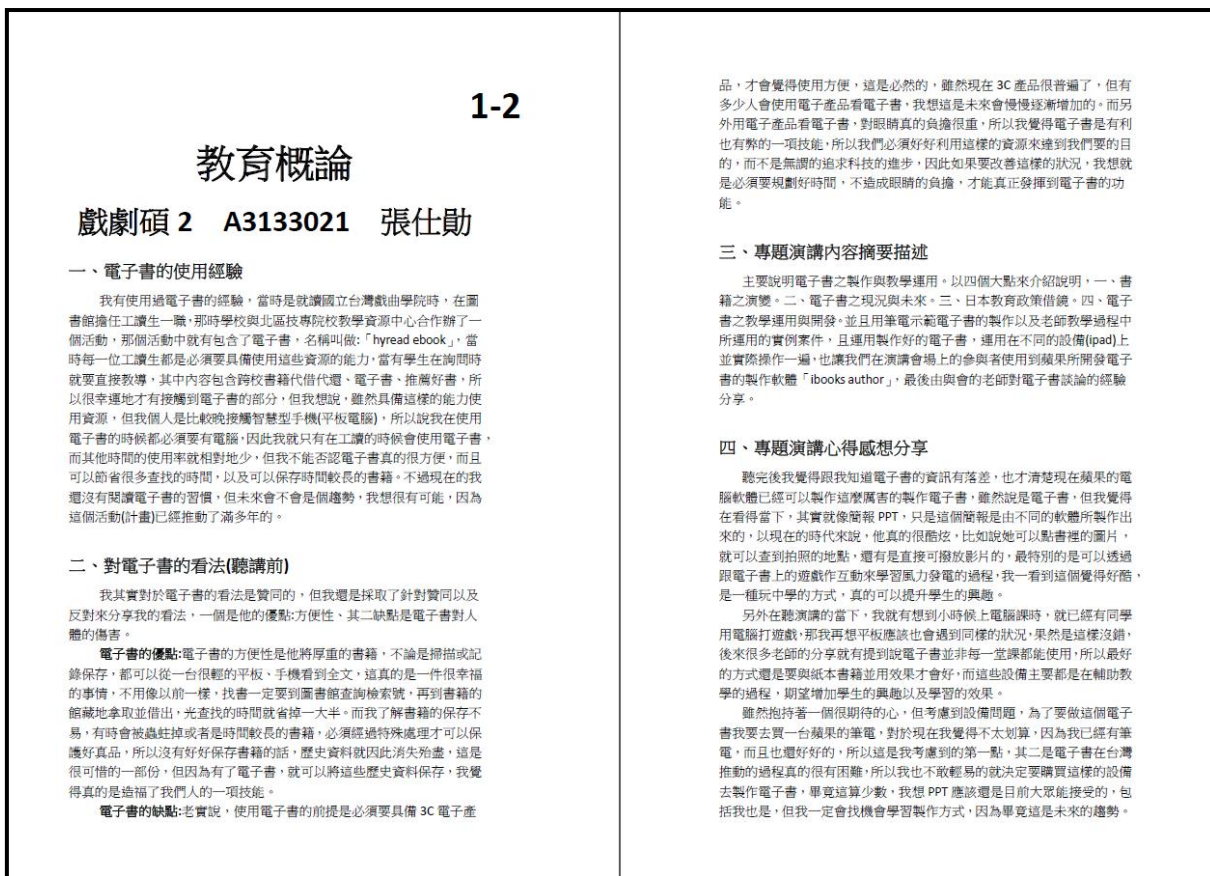 1-2
教育概論
戲劇碩 2 A3133021 張仕勛
一、電子書的使用經驗
我有使用過電子書的經驗，當時是就讀國立台灣戲曲學院時，在圖
書館擔任工讀生一職，那時學校與北區技專院校教學資源中心合作辦了一
個活動，那個活動中就有包含了電子書，名稱叫做:「hyread ebook」，當
時每一位工讀生都是必須要具備使用這些資源的能力，當有學生在詢問時
就要直接教導，其中內容包含跨校書籍代借代還、電子書、推薦好書，所
以很幸運地才有接觸到電子書的部分，但我想說，雖然具備這樣的能力使
用資源，但我個人是比較晚接觸智慧型手機(平板電腦)，所以說我在使用
電子書的時候都必須要有電腦，因此我就只有在工讀的時候會使用電子書，
而其他時間的使用率就相對地少，但我不能否認電子書真的很方便，而且
可以節省很多查找的時間，以及可以保存時間較長的書籍。不過現在的我
還沒有閱讀電子書的習慣，但未來會不會是個趨勢，我想很有可能，因為
這個活動(計畫)已經推動了滿多年的。
二、對電子書的看法(聽講前)
我其實對於電子書的看法是贊同的，但我還是採取了針對贊同以及
反對來分享我的看法，一個是他的優點:方便性、其二缺點是電子書對人
體的傷害。
電子書的優點:電子書的方便性是他將厚重的書籍，不論是掃描或記
錄保存，都可以從一台很輕的平板、手機看到全文，這真的是一件很幸福
的事情，不用像以前一樣，找書一定要到圖書館查詢檢索號，再到書籍的
館藏地拿取並借出，光查找的時間就省掉一大半。而我了解書籍的保存不
易，有時會被蟲蛀掉或者是時間較長的書籍，必須經過特殊處理才可以保
護好真品，所以沒有好好保存書籍的話，歷史資料就因此消失殆盡，這是
很可惜的一部份，但因為有了電子書，就可以將這些歷史資料保存，我覺
得真的是造福了我們人的一項技能。
電子書的缺點:老實說，使用電子書的前提是必須要具備 3C 電子產
品，才會覺得使用方便，這是必然的，雖然現在 3C 產品很普遍了，但有
多少人會使用電子產品看電子書，我想這是未來會慢慢逐漸增加的。而另
外用電子產品看電子書，對眼睛真的負擔很重，所以我覺得電子書是有利
也有弊的一項技能，所以我們必須好好利用這樣的資源來達到我們要的目
的，而不是無謂的追求科技的進步，因此如果要改善這樣的狀況，我想就
是必須要規劃好時間，不造成眼睛的負擔，才能真正發揮到電子書的功
能。
三、專題演講內容摘要描述
主要說明電子書之製作與教學運用。以四個大點來介紹說明，一、書
籍之演變。二、電子書之現況與未來。三、日本教育政策借鏡。四、電子
書之教學運用與開發。並且用筆電示範電子書的製作以及老師教學過程中
所運用的實例案件，且運用製作好的電子書，運用在不同的設備(ipad)上
並實際操作一遍，也讓我們在演講會場上的參與者使用到蘋果所開發電子
書的製作軟體「ibooks author」，最後由與會的老師對電子書談論的經驗
分享。
四、專題演講心得感想分享
聽完後我覺得跟我知道電子書的資訊有落差，也才清楚現在蘋果的電
腦軟體已經可以製作這麼厲害的製作電子書，雖然說是電子書，但我覺得
在看得當下，其實就像簡報 PPT，只是這個簡報是由不同的軟體所製作出
來的，以現在的時代來說，他真的很酷炫，比如說她可以點書裡的圖片，
就可以查到拍照的地點，還有是直接可撥放影片的，最特別的是可以透過
跟電子書上的遊戲作互動來學習風力發電的過程，我一看到這個覺得好酷，
是一種玩中學的方式，真的可以提升學生的興趣。
另外在聽演講的當下，我就有想到小時候上電腦課時，就已經有同學
用電腦打遊戲，那我再想平板應該也會遇到同樣的狀況，果然是這樣沒錯，
後來很多老師的分享就有提到說電子書並非每一堂課都能使用，所以最好
的方式還是要與紙本書籍並用效果才會好，而這些設備主要都是在輔助教
學的過程，期望增加學生的興趣以及學習的效果。
雖然抱持著一個很期待的心，但考慮到設備問題，為了要做這個電子
書我要去買一台蘋果的筆電，對於現在我覺得不太划算，因為我已經有筆
電，而且也還好好的，所以這是我考慮到的第一點，其二是電子書在台灣
推動的過程真的很有困難，所以我也不敢輕易的就決定要購買這樣的設備
去製作電子書，畢竟這算少數，我想 PPT 應該還是目前大眾能接受的，包
括我也是，但我一定會找機會學習製作方式，因為畢竟這是未來的趨勢。